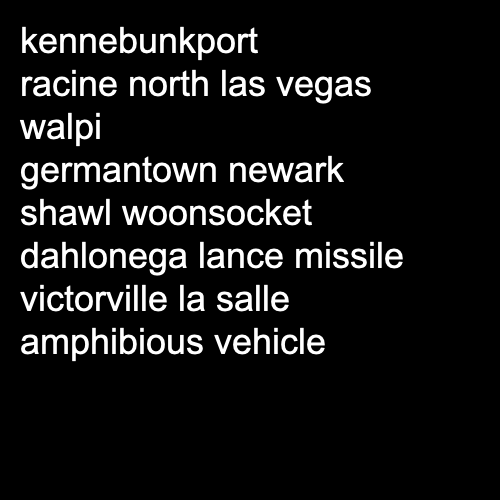 kennebunkport
racine north las vegas
walpi
germantown newark
shawl woonsocket
dahlonega lance missile
victorville la salle
amphibious vehicle